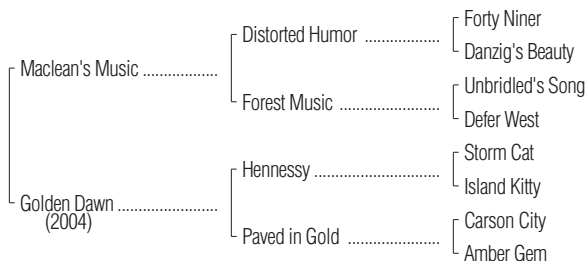 Forty Niner
Distorted Humor ..................
Danzig's Beauty
Maclean's Music ..................
Unbridled's Song
Forest Music .......................
Defer West
Storm Cat
Hennessy ............................
Island Kitty
Golden Dawn .......................
(2004)
Carson City
Paved in Gold ......................
Amber Gem